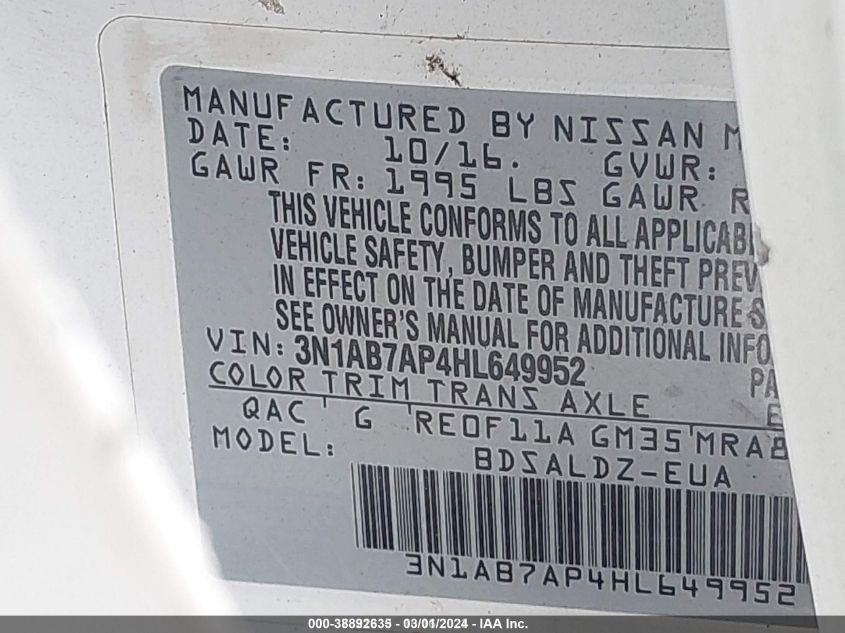 MANUFACTURED BY NISSAN M
DATE: 10/16. GVWR:
GAWR FR: 1995 LBS GAWR R
THIS VEHICLE CONFORMS TO ALL APPLICAB
VEHICLE SAFETY, BUMPER AND THEFT PREV
IN EFFECT ON THE DATE OF MANUFACTURE S
SEE OWNER'S MANUAL FOR ADDITIONAL INFO
VIN: 3N1AB7AP4HL649952 PA
COLOR TRIM TRANS AXLE E
QAC G RE0F11A GM35 MRA8
MODEL: BDSALDZ-EUA
3N1AB7AP4HL649952
000-38892635 - 03/01/2024 - IAA Inc.